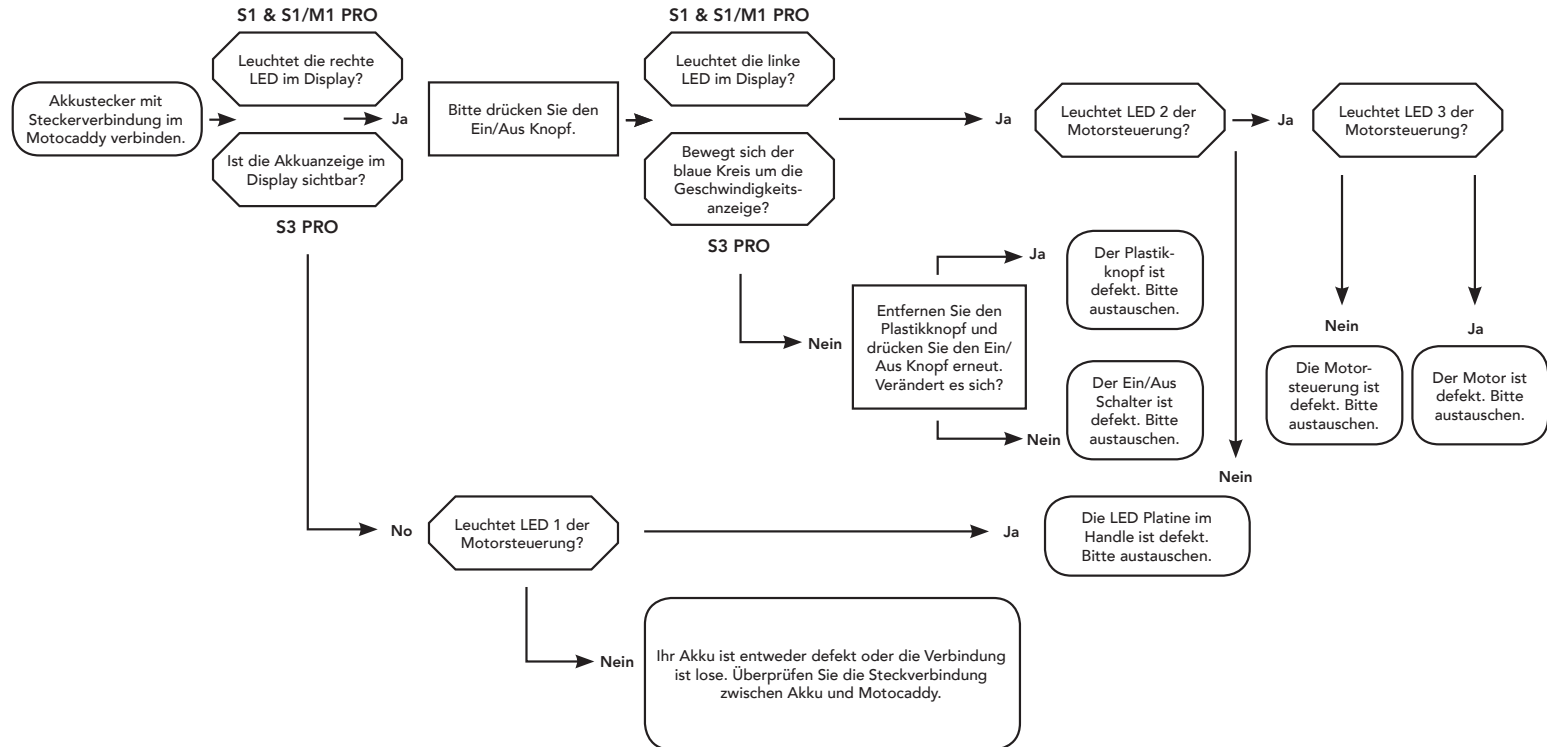 S1 & S1/M1 PRO
Leuchtet die rechte
LED im Display?
Akkustecker mit
Steckerverbindung im
Motocaddy verbinden.
Ja
Ist die Akkuanzeige im
Display sichtbar?
S3 PRO
Bitte drücken Sie den
Ein/Aus Knopf.
S1 & S1/M1 PRO
Leuchtet die linke
LED im Display?
Bewegt sich der
blaue Kreis um die
Geschwindigkeits-
anzeige?
S3 PRO
Ja
Leuchtet LED 2 der
Motorsteuerung?
Ja
Leuchtet LED 3 der
Motorsteuerung?
Nein
Entfernen Sie den
Plastikknopf und
drücken Sie den Ein/
Aus Knopf erneut.
Verändert es sich?
Ja
Der Plastik-
knopf ist
defekt. Bitte
austauschen.
Nein
Der Ein/Aus
Schalter ist
defekt. Bitte
austauschen.
Nein
Die Motor-
steuerung ist
defekt. Bitte
austauschen.
Ja
Der Motor ist
defekt. Bitte
austauschen.
Nein
No
Leuchtet LED 1 der
Motorsteuerung?
Ja
Die LED Platine im
Handle ist defekt.
Bitte austauschen.
Nein
Ihr Akku ist entweder defekt oder die Verbindung
ist lose. Überprüfen Sie die Steckverbindung
zwischen Akku und Motocaddy.